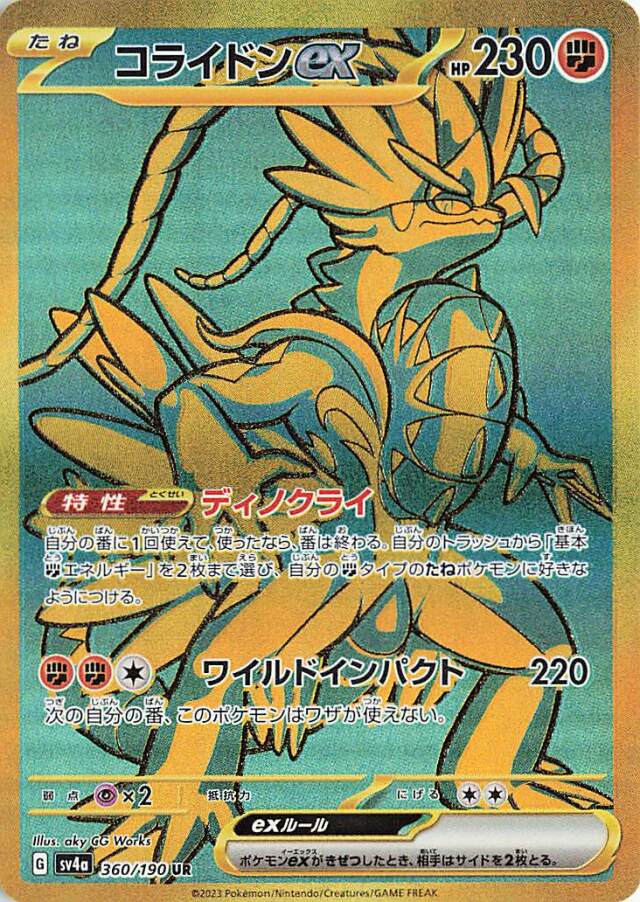 たね
コライドンex
HP230
特性 とくせい ディノクライ
自分の番に1回使えて、使ったなら、番は終わる。自分のトラッシュから「基本
エネルギー」を2枚まで選び、自分のタイプのたねポケモンに好きな
ようにつける。
ワイルドインパクト 220
次の自分の番、このポケモンはワザが使えない。
弱点 ×2 抵抗力 にげる
Illus. aky CG Works
exルール
ポケモンexがきぜつしたとき、相手はサイドを2枚とる。
G sv4a 360/190 UR
©2023 Pokémon/Nintendo/Creatures/GAME FREAK